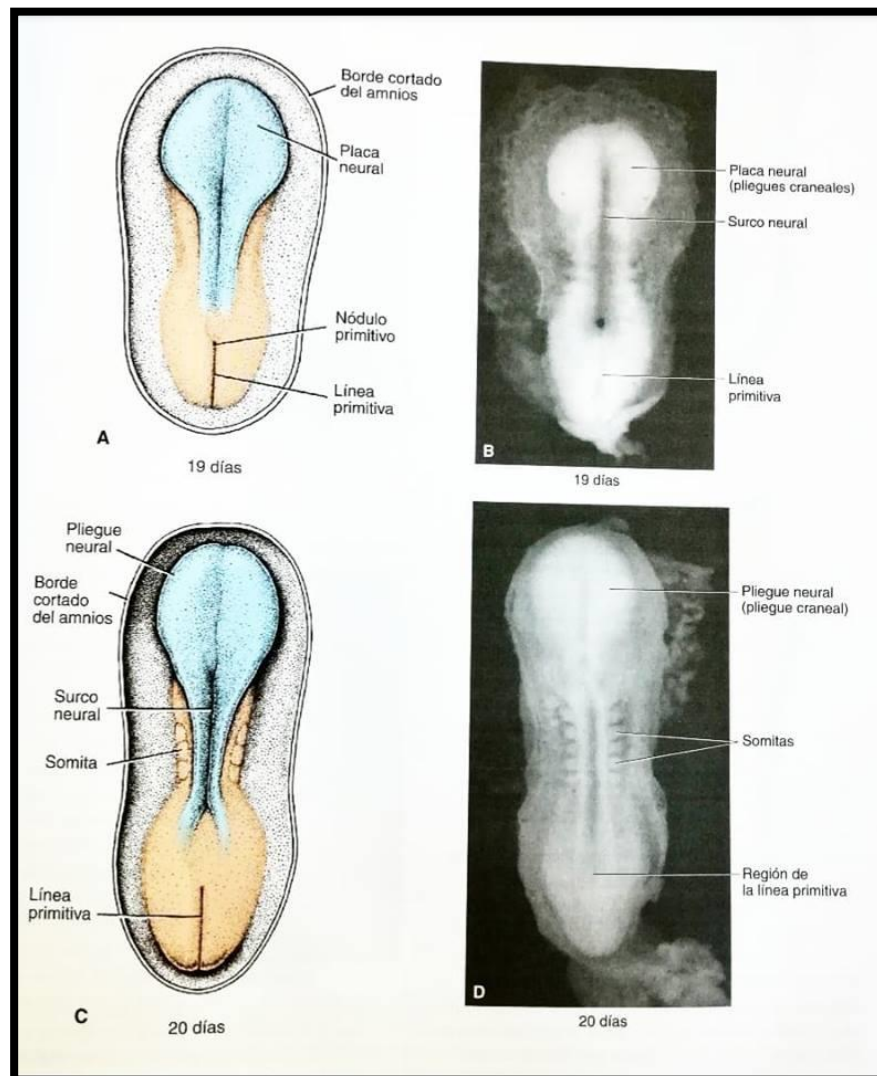 Borde cortado
del amnios
Placa
neural
Nódulo
primitivo
Línea
primitiva
A
19 días
Placa neural
(pliegues craneales)
Surco neural
Línea
primitiva
B
19 días
Pliegue
neural
Borde
cortado
del amnios
Surco
neural
Somita
Línea
primitiva
C
20 días
Pliegue neural
(pliegue craneal)
Somitas
Región de
la línea primitiva
D
20 días